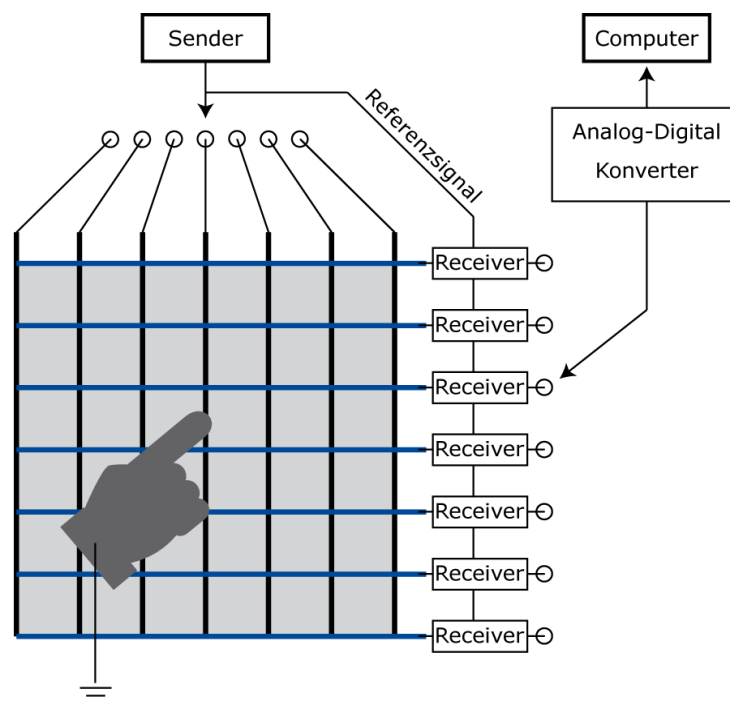 Sender
Computer
Referenzsignal
Analog-Digital
Konverter
Receiver
Receiver
Receiver
Receiver
Receiver
Receiver
Receiver